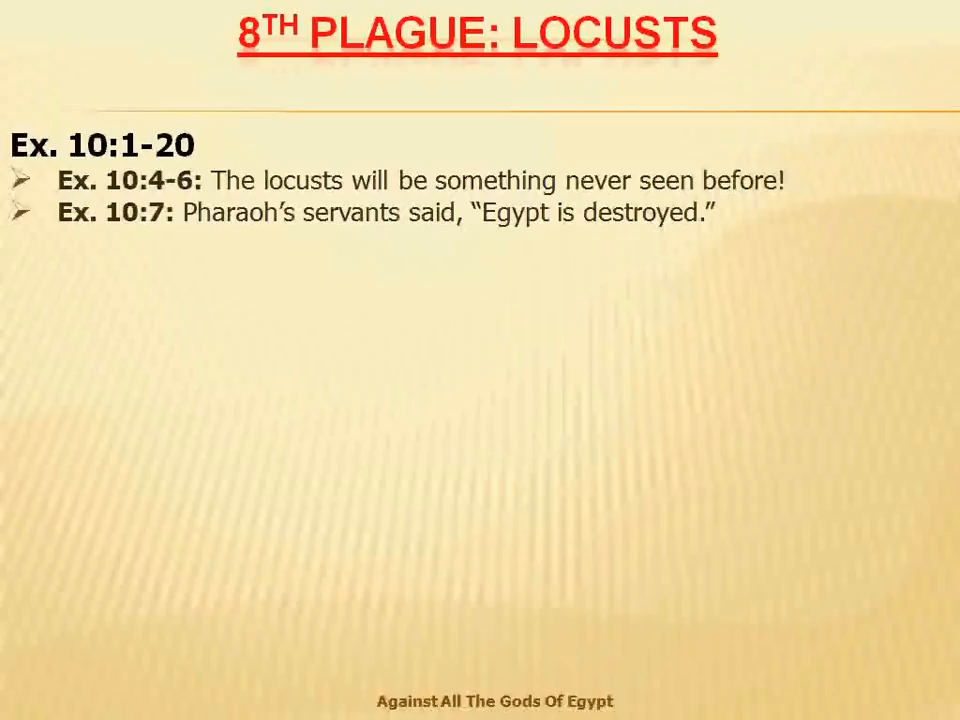 8TH PLAGUE: LOCUSTS
Ex. 10:1-20
Ex. 10:4-6: The locusts will be something never seen before!
Ex. 10:7: Pharaoh’s servants said, “Egypt is destroyed.”
Against All The Gods Of Egypt